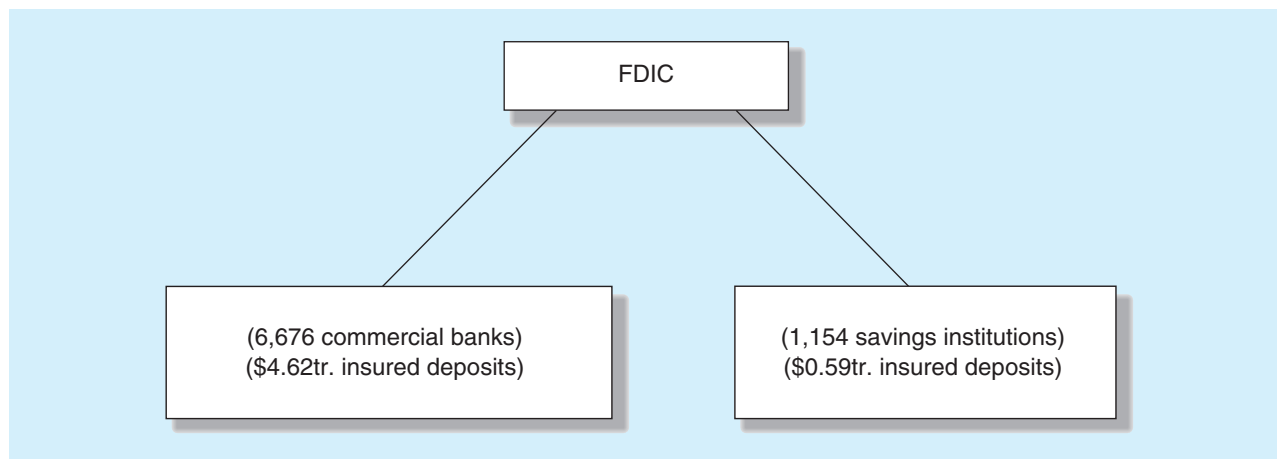 FDIC
(6,676 commercial banks)
($4.62tr. insured deposits)
(1,154 savings institutions)
($0.59tr. insured deposits)